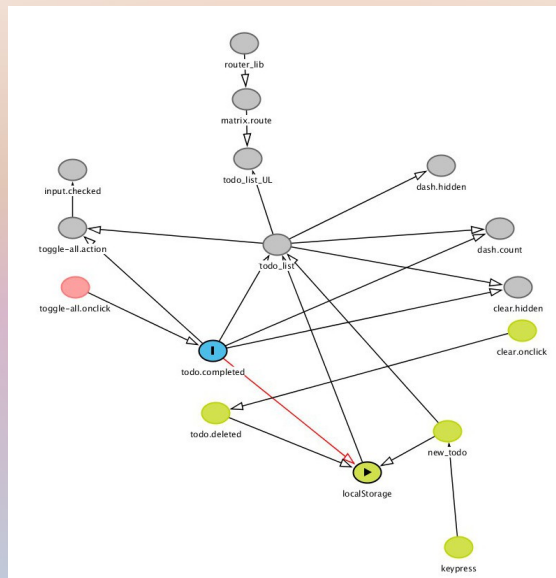 router_lib
matrix.route
todo_list_UL
dash.hidden
input.checked
toggle-all.action
todo_list
dash.count
toggle-all.onclick
clear.hidden
clear.onclick
todo.completed
todo.deleted
new_todo
localStorage
keypress